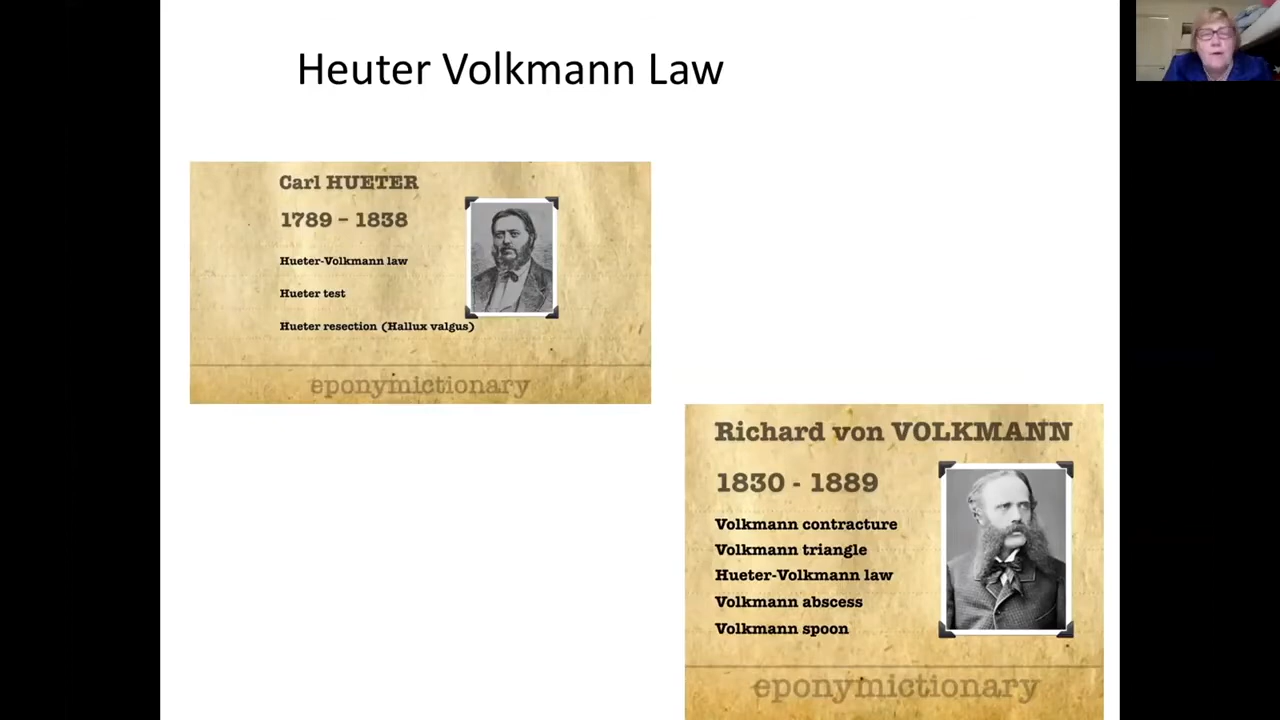 Heuter Volkmann Law
Carl HUETER
1789 – 1838
Hueter-Volkmann law
Hueter test
Hueter resection (Hallux valgus)
eponymictionary
Richard von VOLKMANN
1830 - 1889
Volkmann contracture
Volkmann triangle
Hueter-Volkmann law
Volkmann abscess
Volkmann spoon
eponymictionary